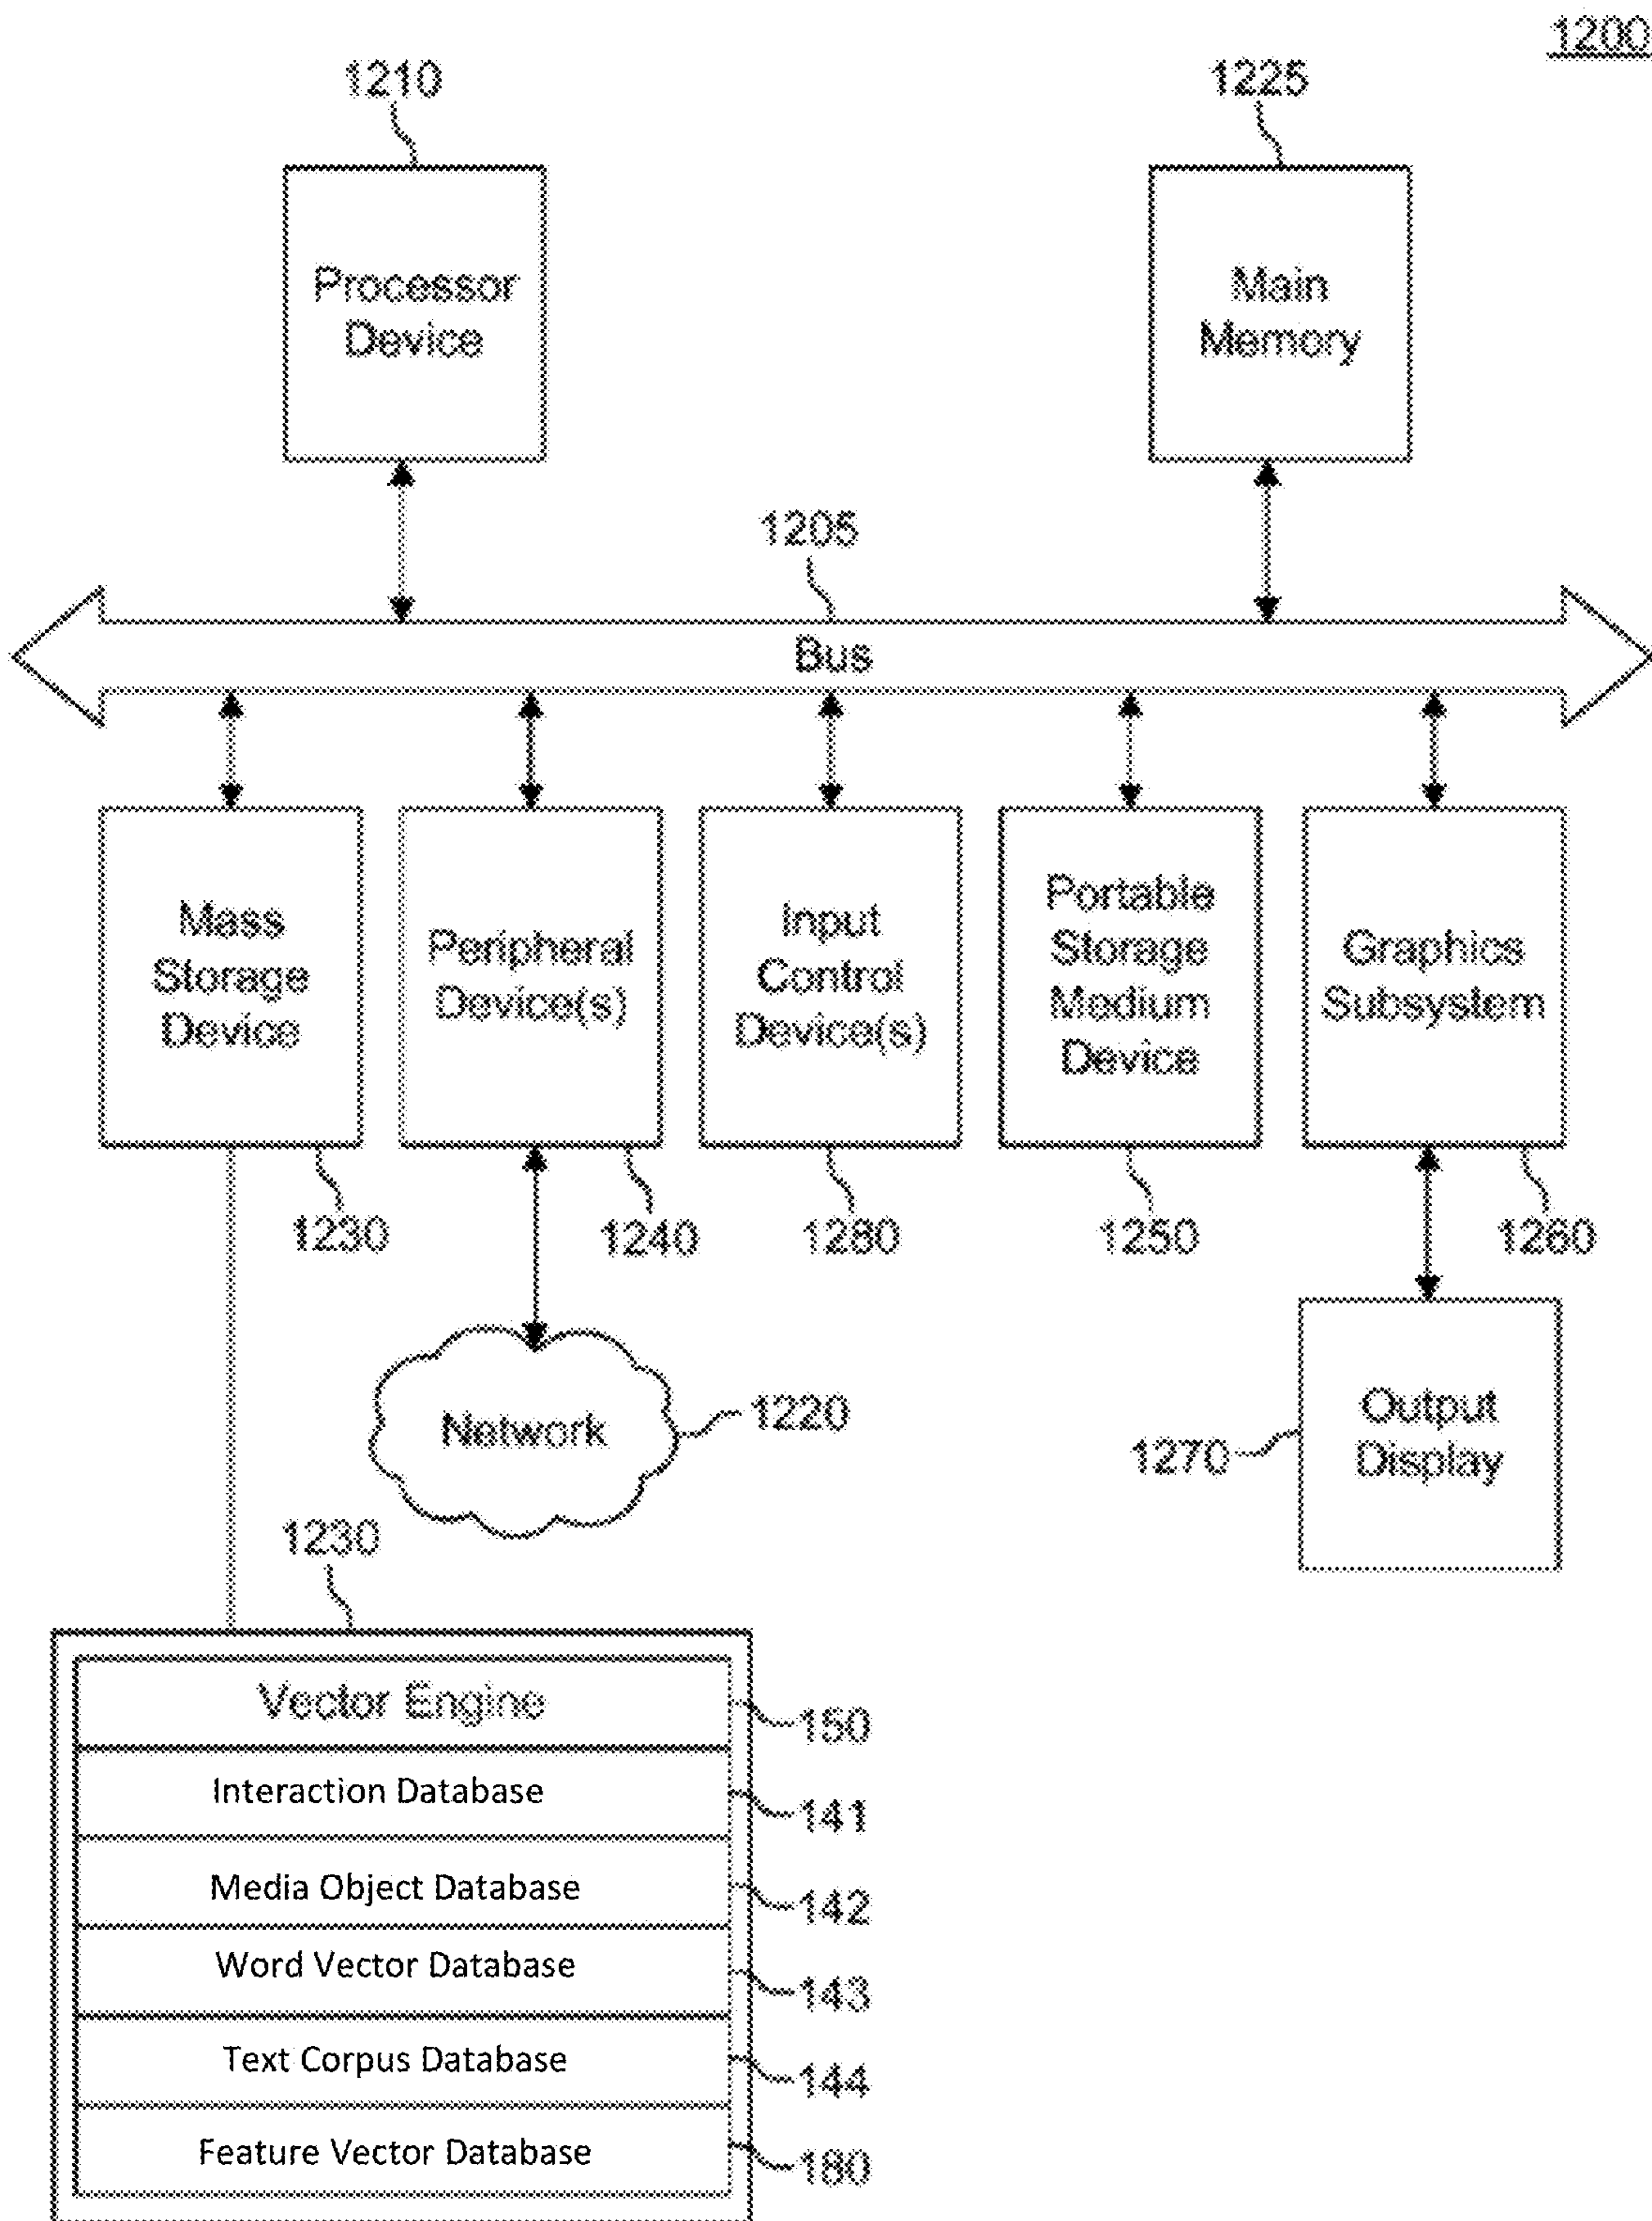 1200
1210
1225
Processor
Device
Main
Memory
1205
Bus
Mass
Storage
Device
Peripheral
Device(s)
Input
Control
Device(s)
Portable
Storage
Medium
Device
Graphics
Subsystem
1230
1240
1280
1250
1260
Network
1220
Output
Display
1270
1230
Vector Engine
150
Interaction Database
141
Media Object Database
142
Word Vector Database
143
Text Corpus Database
144
Feature Vector Database
180